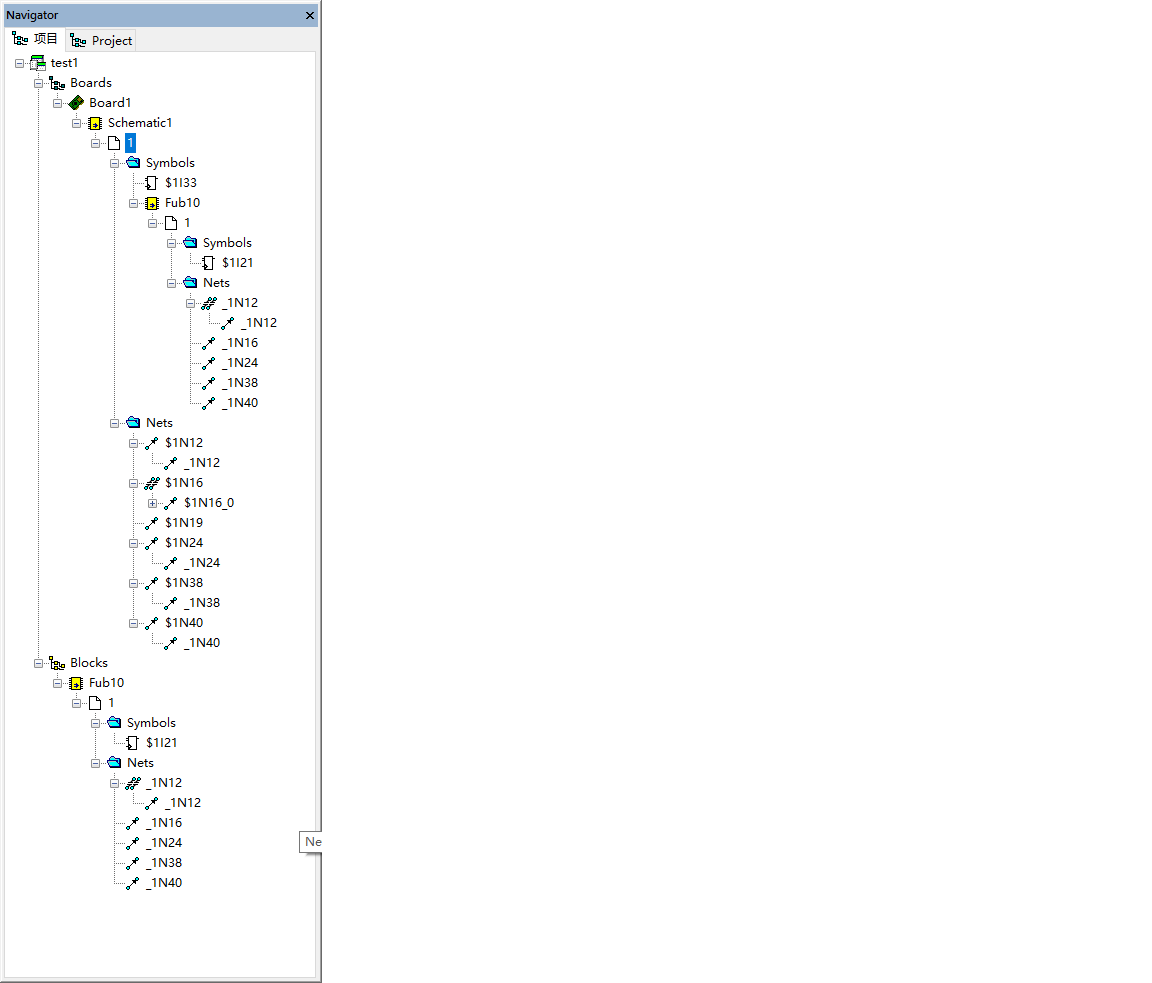 Navigator
项目 Project
test1
Boards
Board1
Schematic1
1
Symbols
$1I33
Fub10
1
Symbols
$1I21
Nets
_1N12
_1N12
_1N16
_1N24
_1N38
_1N40
Nets
$1N12
_1N12
$1N16
$1N16_0
$1N19
$1N24
_1N24
$1N38
_1N38
$1N40
_1N40
Blocks
Fub10
1
Symbols
$1I21
Nets
_1N12
_1N12
_1N16
Ne
_1N24
_1N38
_1N40